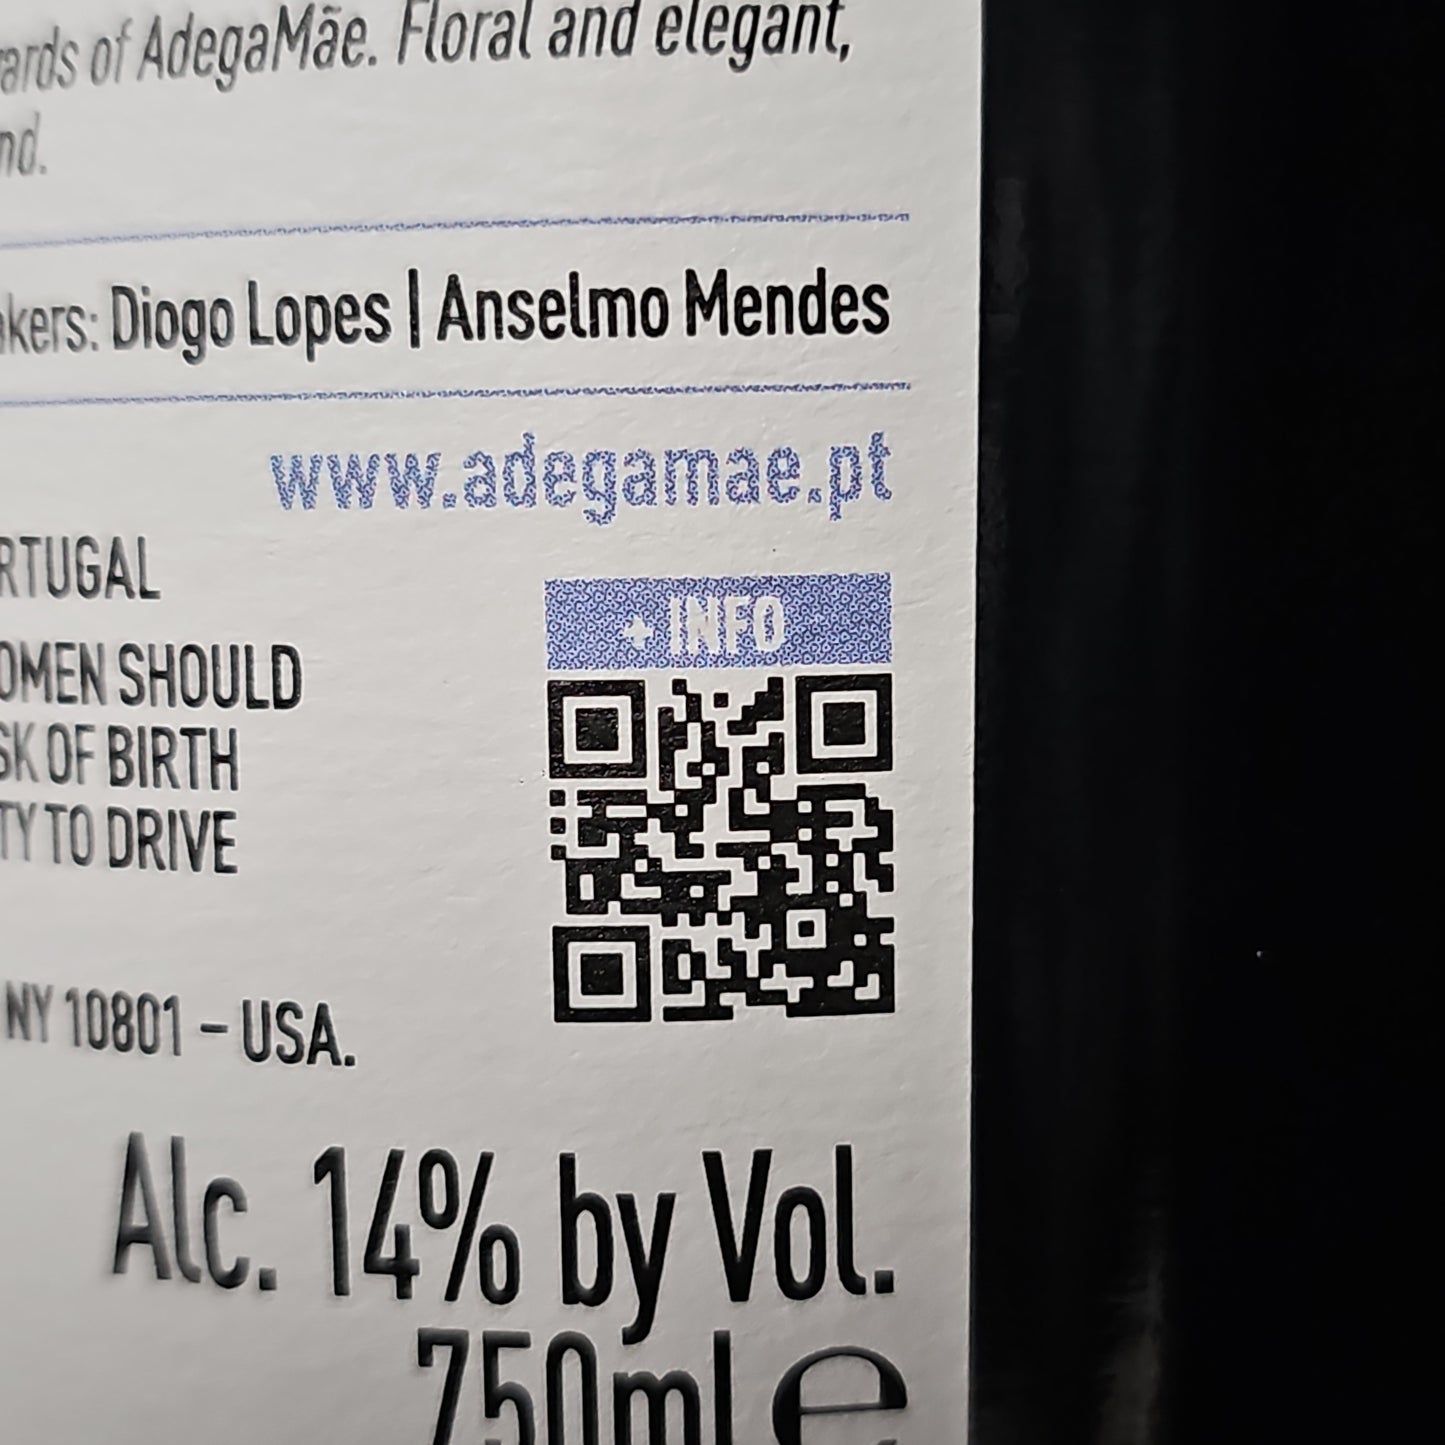 ards of AdegaMãe. Floral and elegant,
nd.
akers: Diogo Lopes | Anselmo Mendes
www.adegamae.pt
RTUGAL
+ INFO
OMEN SHOULD
SK OF BIRTH
TY TO DRIVE
NY 10801 – USA.
Alc. 14% by Vol.
750ml e